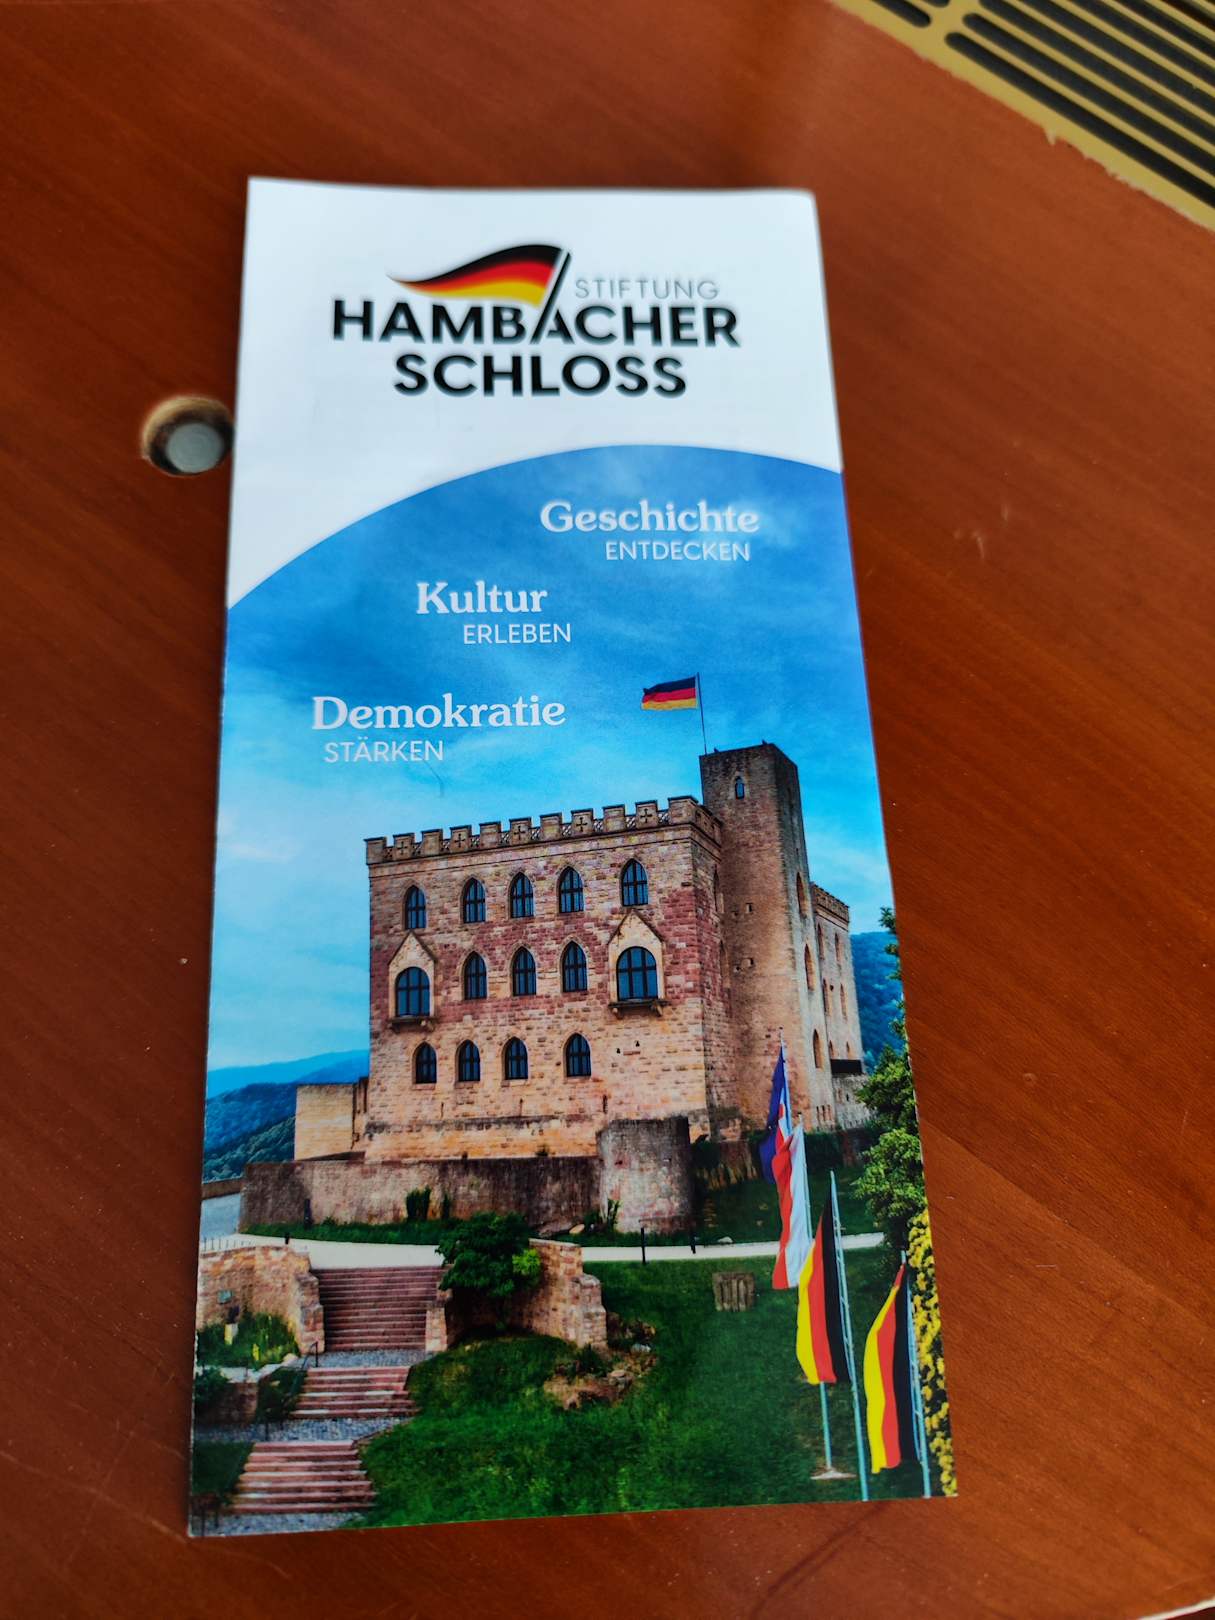 STIFTUNG
HAMBACHER
SCHLOSS
Geschichte
ENTDECKEN
Kultur
ERLEBEN
Demokratie
STÄRKEN